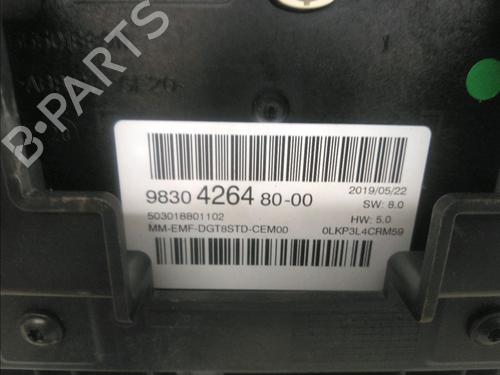 9830 4264 80-00
2019/05/22
SW: 8.0
503018801102
HW: 5.0
MM-EMF-DGT8STD-CEM00
0LKP3L4CRM59
B-PARTS